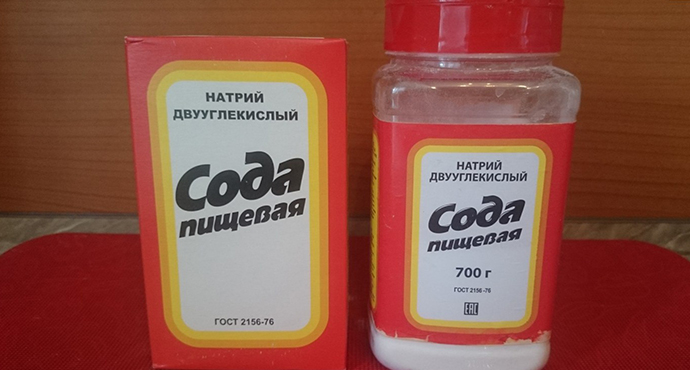 НАТРИЙ
ДВУУГЛЕКИСЛЫЙ
Сода
пищевая
ГОСТ 2156-76
НАТРИЙ
ДВУУГЛЕКИСЛЫЙ
Сода
пищевая
700 г
ГОСТ 2156-76
ЕАС